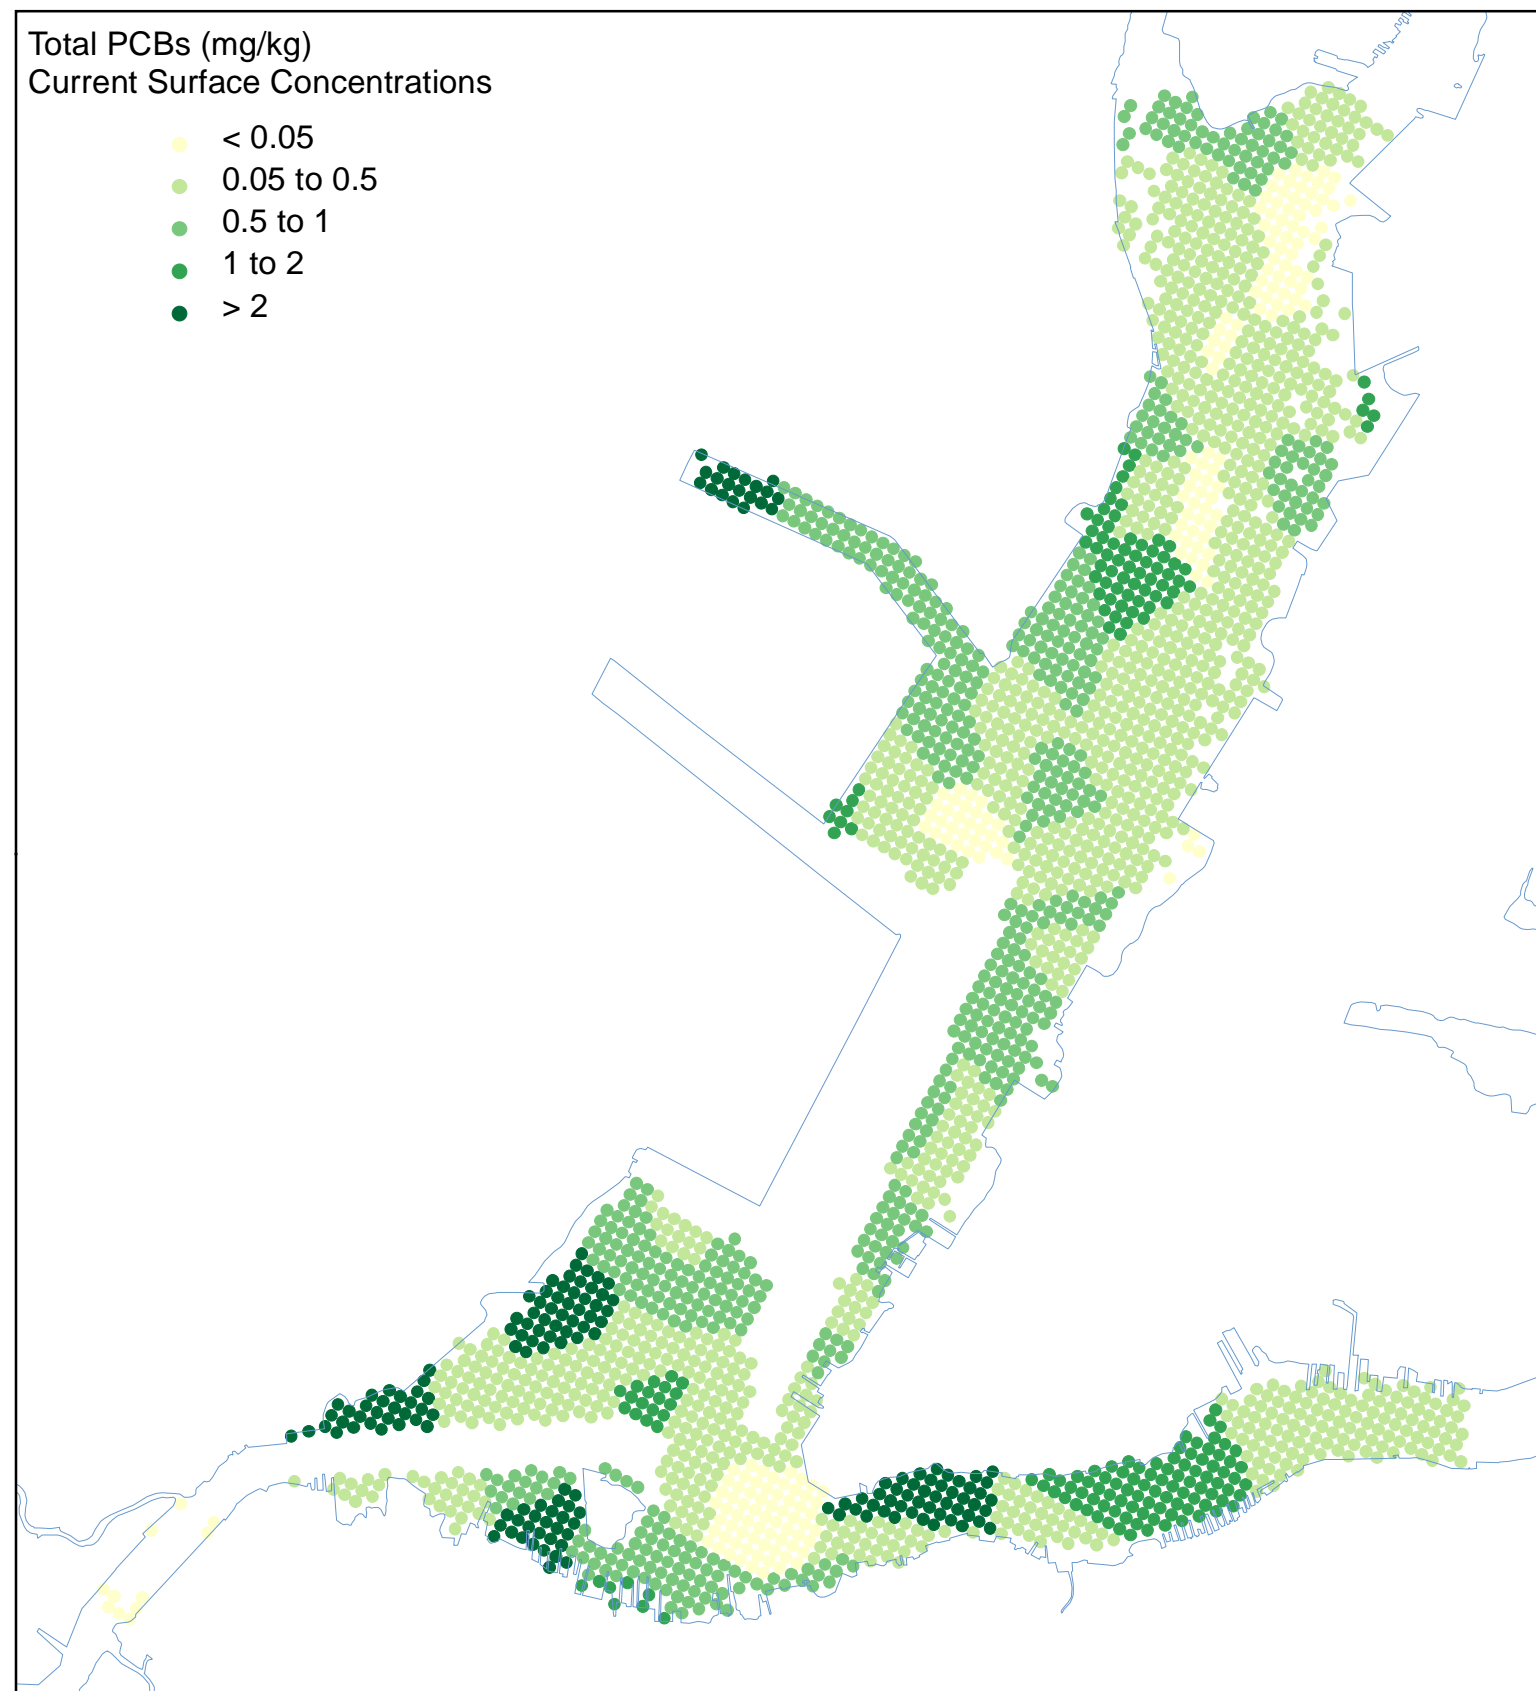 Total PCBs (mg/kg)
Current Surface Concentrations
< 0.05
0.05 to 0.5
0.5 to 1
1 to 2
> 2